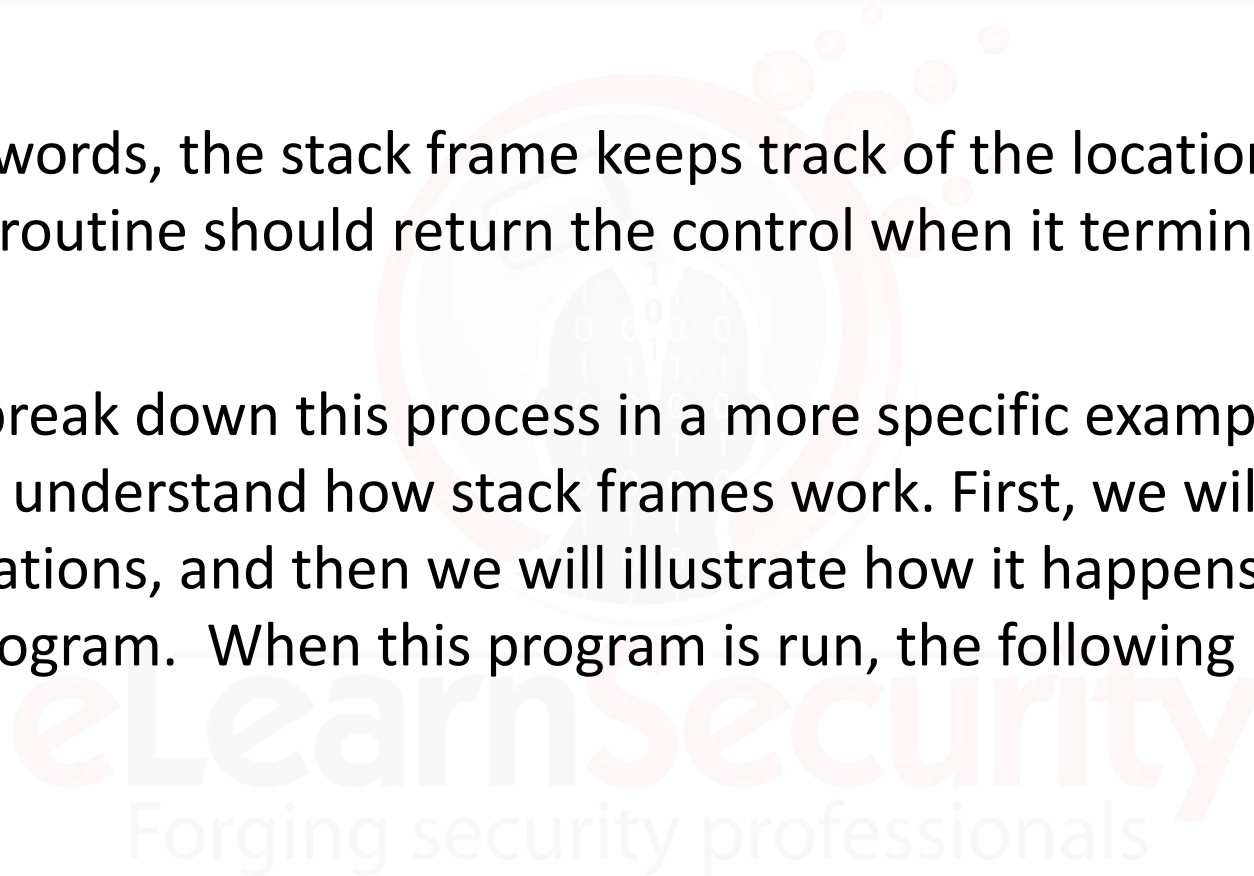 words, the stack frame keeps track of the location
routine should return the control when it termin
break down this process in a more specific examp
understand how stack frames work. First, we wil
ations, and then we will illustrate how it happens
ogram.  When this program is run, the following
eLearnSecurity
Forging security professionals